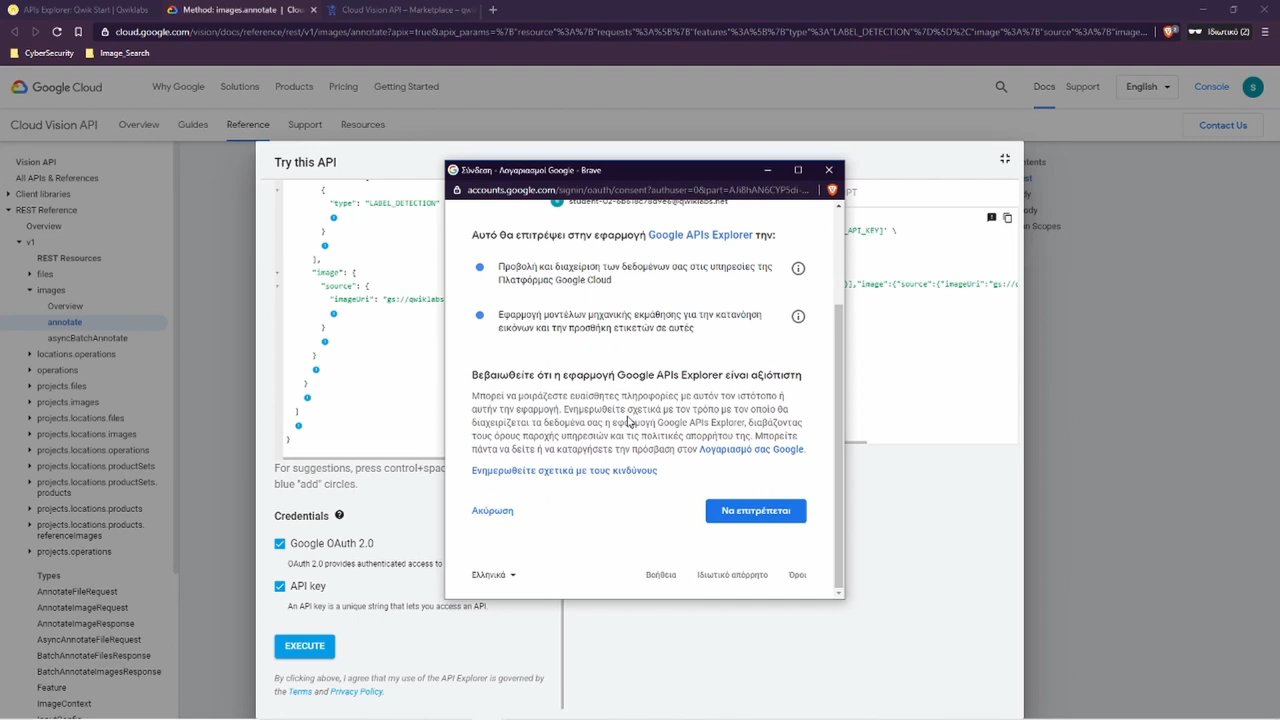 APIs Explorer: Qwik Start | Qwiklabs
Method: images.annotate | Clou
Cloud Vision API – Marketplace – qwi
cloud.google.com/vision/docs/reference/rest/v1/images/annotate?apix=true&apix_params=%7B"resource"%3A%7B"requests"%3A%5B%7B"features"%3A%5B%7B"type"%3A"LABEL_DETECTION"%7D%5D%2C"image"%3A%7B"source"%3A%7B"imageUri"%3A"gs...
Ιδιωτικό (2)
CyberSecurity
Image_Search
Google Cloud
Why Google
Solutions
Products
Pricing
Getting Started
Docs
Support
English
Console
S
Cloud Vision API
Overview
Guides
Reference
Support
Resources
Contact Us
Vision API
All APIs & References
Client libraries
REST Reference
Overview
v1
REST Resources
files
images
Overview
annotate
asyncBatchAnnotate
locations.operations
operations
projects.files
projects.images
projects.locations.files
projects.locations.images
projects.locations.operations
projects.locations.productSets
projects.locations.productSets.
products
projects.locations.products
projects.locations.products.
referenceImages
projects.operations
Types
AnnotateFileRequest
AnnotateImageRequest
AnnotateImageResponse
AsyncAnnotateFileRequest
BatchAnnotateFilesResponse
BatchAnnotateImagesResponse
Feature
ImageContext
Try this API
{
"type": "LABEL_DETECTION"
}
],
"image": {
"source": {
"imageUri": "gs://qwiklabs
}
}
}
]
}
For suggestions, press control+spac
blue "add" circles.
Credentials
Google OAuth 2.0
OAuth 2.0 provides authenticated access to
API key
An API key is a unique string that lets you access an API.
EXECUTE
By clicking above, I agree that my use of the API Explorer is governed by
the Terms and Privacy Policy.
Σύνδεση - Λογαριασμοί Google - Brave
accounts.google.com/signin/oauth/consent?authuser=0&part=AJi8hAN6CYP5di-...
Αυτό θα επιτρέψει στην εφαρμογή Google APIs Explorer την:
Προβολή και διαχείριση των δεδομένων σας στις υπηρεσίες της
Πλατφόρμας Google Cloud
Εφαρμογή μοντέλων μηχανικής εκμάθησης για την κατανόηση
εικόνων και την προσθήκη ετικετών σε αυτές
Βεβαιωθείτε ότι η εφαρμογή Google APIs Explorer είναι αξιόπιστη
Μπορεί να μοιράζεστε ευαίσθητες πληροφορίες με αυτόν τον ιστότοπο ή
αυτήν την εφαρμογή. Ενημερωθείτε σχετικά με τον τρόπο με τον οποίο θα
διαχειρίζεται τα δεδομένα σας η εφαρμογή Google APIs Explorer, διαβάζοντας
τους όρους παροχής υπηρεσιών και τις πολιτικές απορρήτου της. Μπορείτε
πάντα να δείτε ή να καταργήσετε την πρόσβαση στον Λογαριασμό σας Google.
Ενημερωθείτε σχετικά με τους κινδύνους
Ακύρωση
Να επιτρέπεται
Ελληνικά
Βοήθεια
Ιδιωτικό απόρρητο
Όροι
_API_KEY]' \
}],"image":{"source":{"imageUri":"gs://q